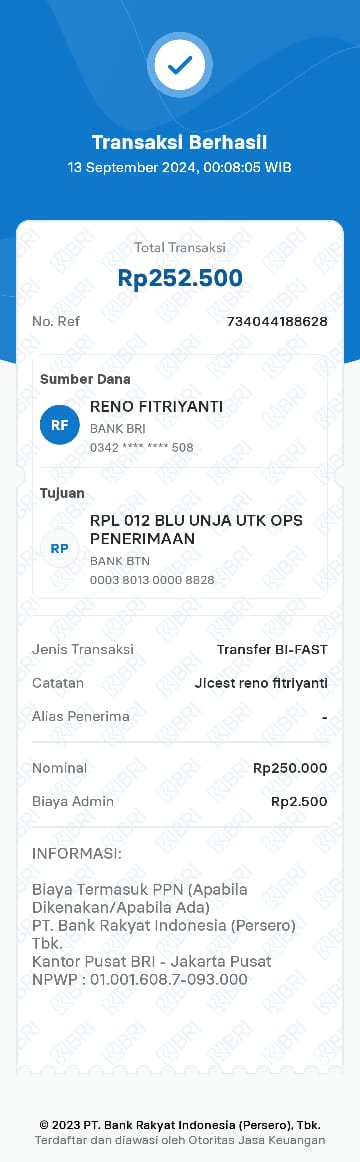 Transaksi Berhasil
13 September 2024, 00:08:05 WIB
Total Transaksi
Rp252.500
No. Ref 734044188628
Sumber Dana
RF
RENO FITRIYANTI
BANK BRI
0342 **** **** 508
Tujuan
RP
RPL 012 BLU UNJA UTK OPS
PENERIMAAN
BANK BTN
0003 8013 0000 8828
Jenis Transaksi Transfer BI-FAST
Catatan Jicest reno fitriyanti
Alias Penerima -
Nominal Rp250.000
Biaya Admin Rp2.500
INFORMASI:
Biaya Termasuk PPN (Apabila
Dikenakan/Apabila Ada)
PT. Bank Rakyat Indonesia (Persero)
Tbk.
Kantor Pusat BRI - Jakarta Pusat
NPWP : 01.001.608.7-093.000
© 2023 PT. Bank Rakyat Indonesia (Persero), Tbk.
Terdaftar dan diawasi oleh Otoritas Jasa Keuangan